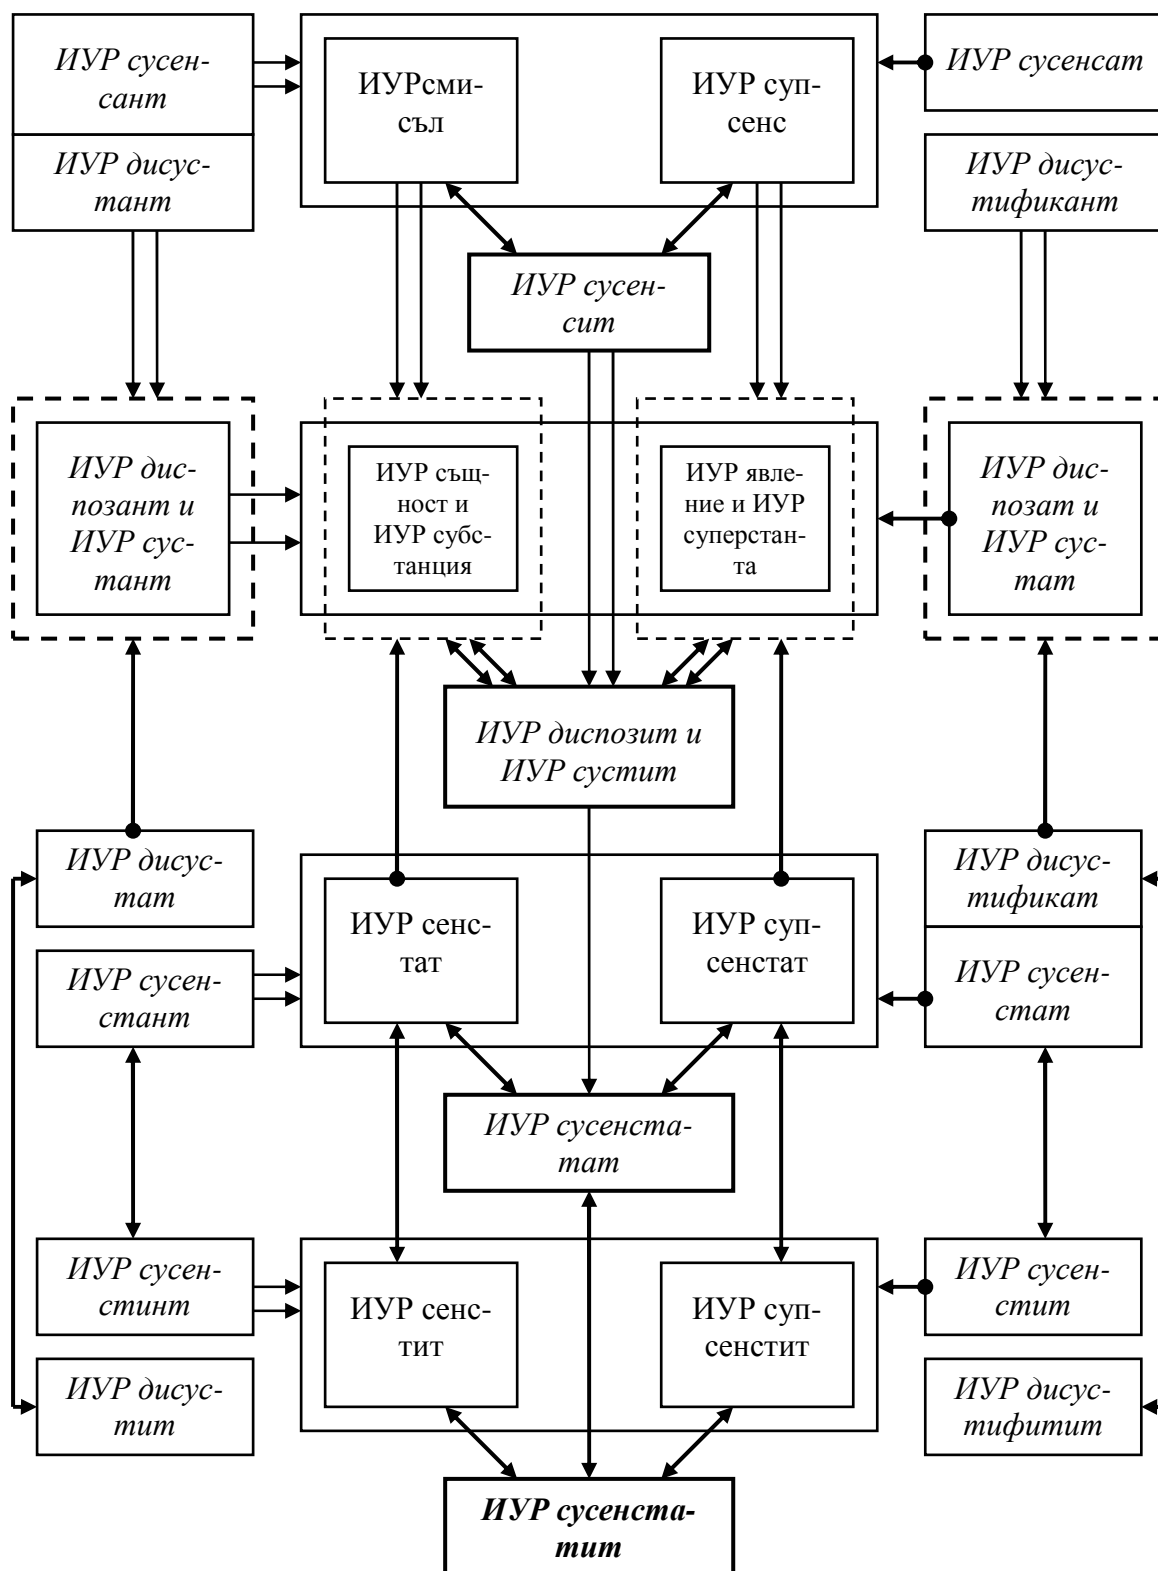 ИУР сусен-
сант
ИУРсми-
съл
ИУР суп-
сенс
ИУР сусенсат
ИУР дисус-
тант
ИУР дисус-
тификант
ИУР сусен-
сит
ИУР дис-
позант и
ИУР сус-
тант
ИУР същ-
ност и
ИУР субс-
танция
ИУР явле-
ние и ИУР
суперстан-
та
ИУР дис-
позат и
ИУР сус-
тат
ИУР диспозит и
ИУР сустит
ИУР дисус-
тат
ИУР сенс-
тат
ИУР суп-
сенстат
ИУР дисус-
тификат
ИУР сусен-
стант
ИУР сусен-
стат
ИУР сусенста-
тат
ИУР сусен-
стинт
ИУР сенс-
тит
ИУР суп-
сенстит
ИУР сусен-
стит
ИУР дисус-
тит
ИУР дисус-
тифитит
ИУР сусенста-
тит